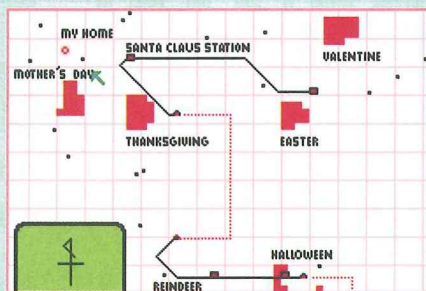 MY HOME
SANTA CLAUS STATION
VALENTINE
MOTHER'S DAY
THANKSGIVING
EASTER
HALLOWEEN
REINDEER